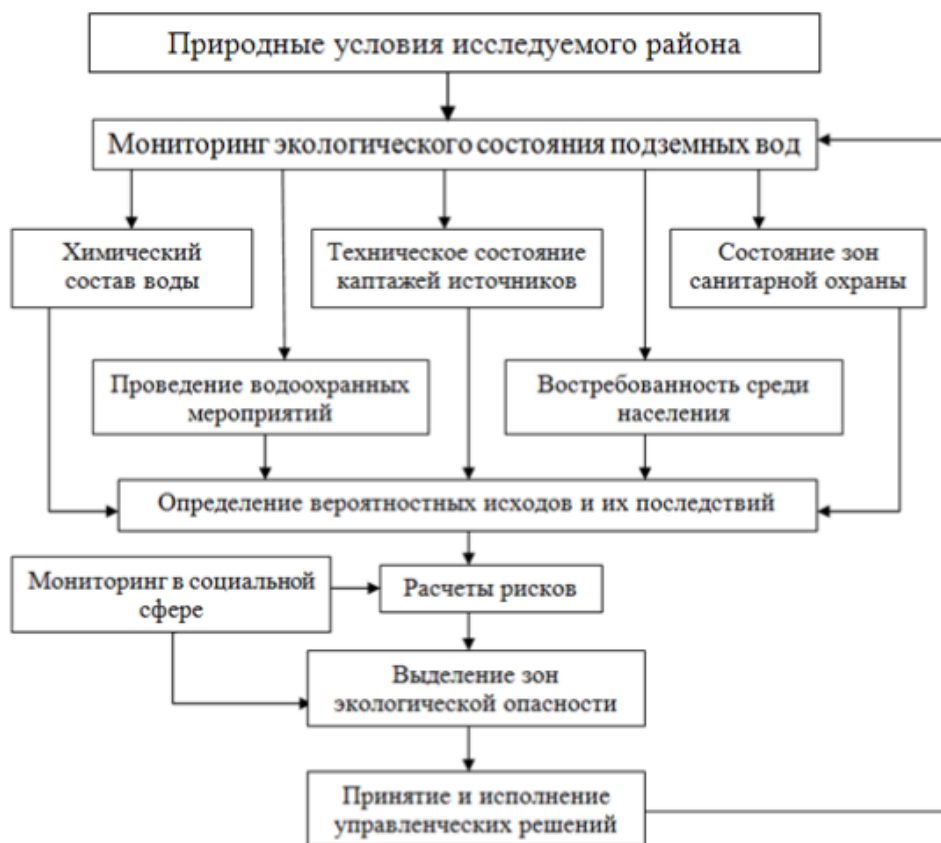 Природные условия исследуемого района
Мониторинг экологического состояния подземных вод
Химический
состав воды
Техническое состояние
каптажей источников
Состояние зон
санитарной охраны
Проведение водоохранных
мероприятий
Востребованность среди
населения
Определение вероятностных исходов и их последствий
Мониторинг в социальной
сфере
Расчеты рисков
Выделение зон
экологической опасности
Принятие и исполнение
управленческих решений